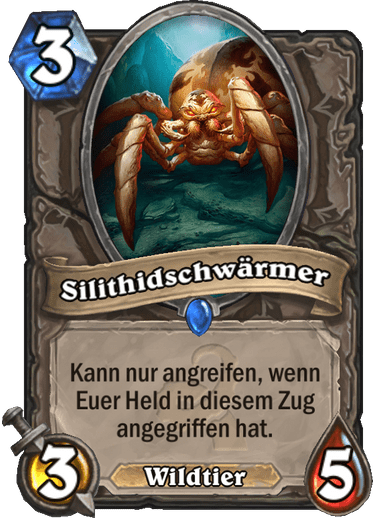 3
Silithidschwärmer
Kann nur angreifen, wenn
Euer Held in diesem Zug
angegriffen hat.
3
Wildtier
5